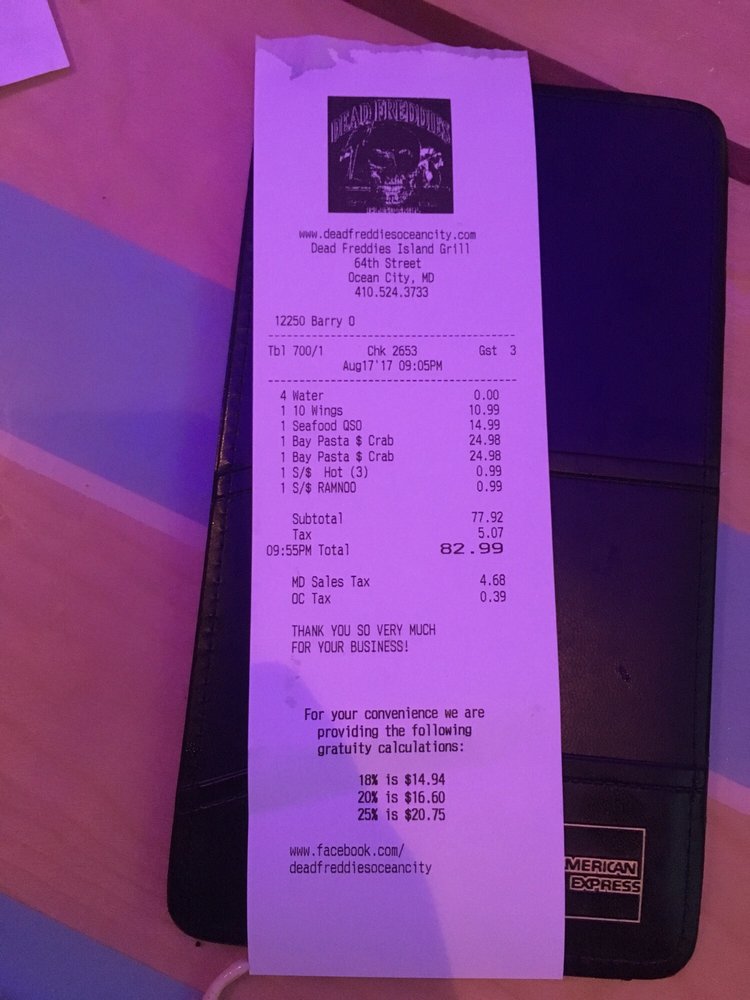 DEAD FREDDIES
www.deadfreddiesoceancity.com
Dead Freddies Island Grill
64th Street
Ocean City, MD
410.524.3733
12250 Barry O
Tbl 700/1 Chk 2653 Gst 3
Aug17'17 09:05PM
4 Water 0.00
1 10 Wings 10.99
1 Seafood QSO 14.99
1 Bay Pasta $ Crab 24.98
1 Bay Pasta $ Crab 24.98
1 S/$ Hot (3) 0.99
1 S/$ RAMNOO 0.99
Subtotal 77.92
Tax 5.07
09:55PM Total 82.99
MD Sales Tax 4.68
OC Tax 0.39
THANK YOU SO VERY MUCH
FOR YOUR BUSINESS!
For your convenience we are
providing the following
gratuity calculations:
18% is $14.94
20% is $16.60
25% is $20.75
www.facebook.com/
deadfreddiesoceancity
MERICAN
EXPRESS